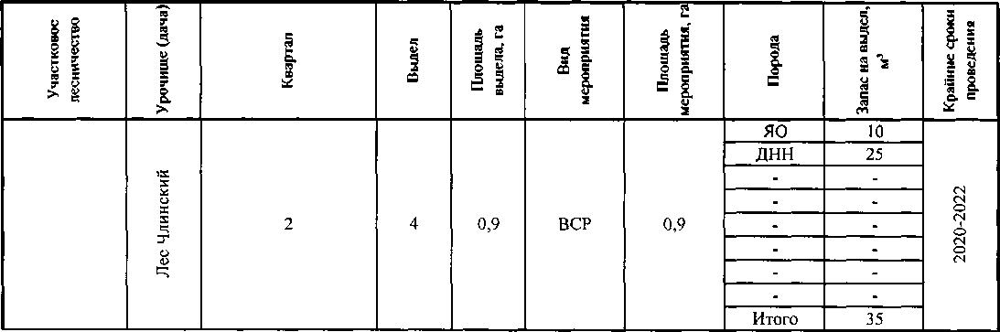 Участковое
лесничество
Урочище (дача)
Квартал
Выдел
Площадь
выдела, га
Вид
мероприятия
Площадь
мероприятия, га
Порода
Запас на выдел,
м³
Крайние сроки
проведения
Лес Члинский
2
4
0,9
ВСР
0,9
ЯО 10
ДНН 25
- -
- -
- -
- -
- -
- -
Итого 35
2020-2022